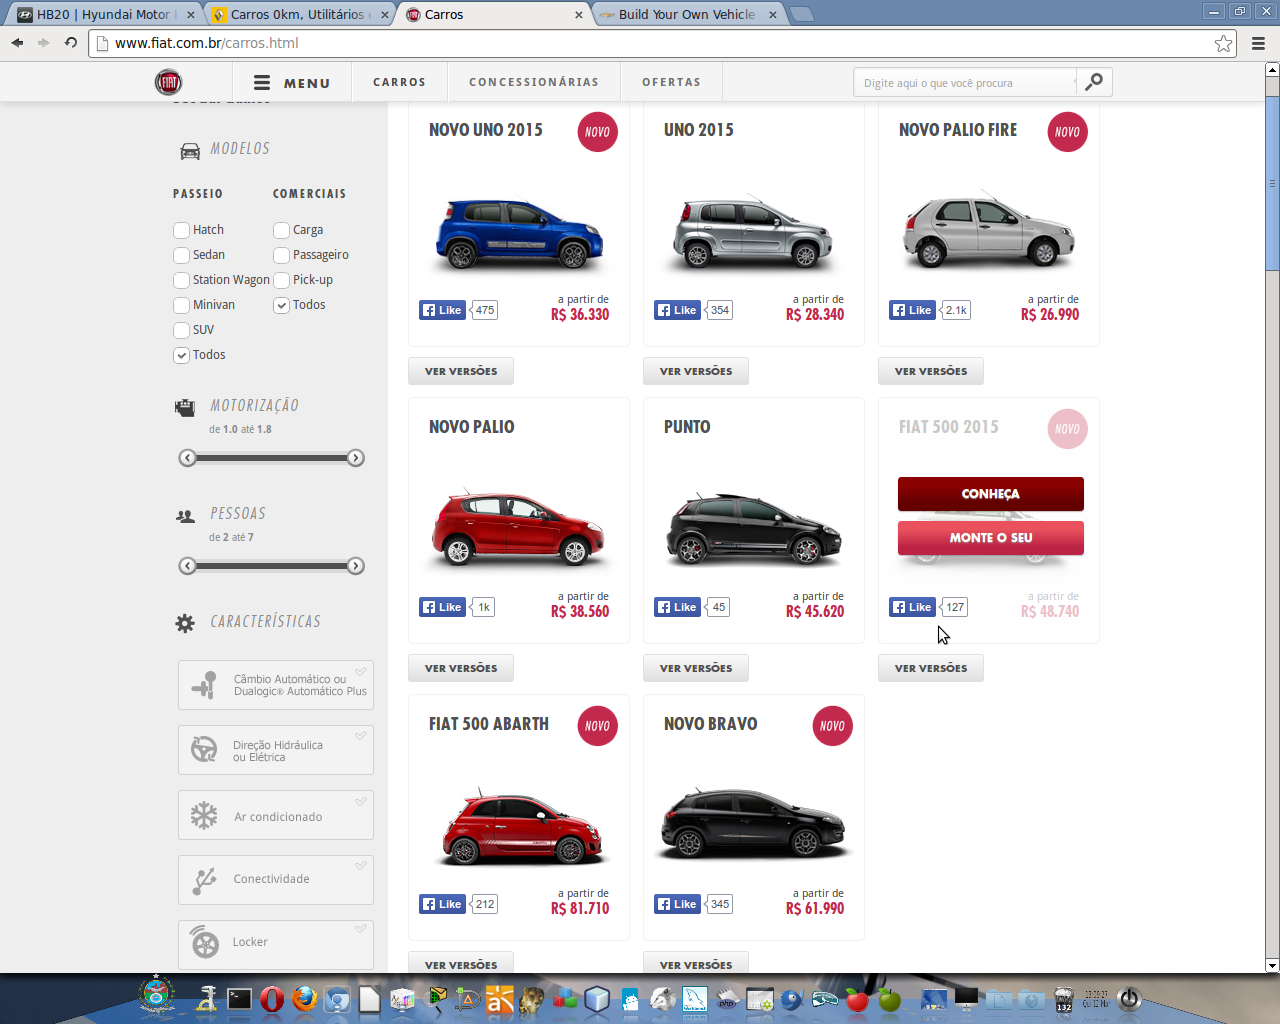 HB20 | Hyundai Motor
Carros 0km, Utilitários
Carros
Build Your Own Vehicle
www.fiat.com.br/carros.html
FIAT
MENU
CARROS
CONCESSIONÁRIAS
OFERTAS
Digite aqui o que você procura
MODELOS
PASSEIO
COMERCIAIS
Hatch
Carga
Sedan
Passageiro
Station Wagon
Pick-up
Minivan
Todos
SUV
Todos
MOTORIZAÇÃO
de 1.0 até 1.8
PESSOAS
de 2 até 7
CARACTERÍSTICAS
Câmbio Automático ou
Dualogic® Automático Plus
Direção Hidráulica
ou Elétrica
Ar condicionado
Conectividade
Locker
NOVO UNO 2015
NOVO
Like
475
a partir de
R$ 36.330
VER VERSÕES
UNO 2015
Like
354
a partir de
R$ 28.340
VER VERSÕES
NOVO PALIO FIRE
NOVO
Like
2.1k
a partir de
R$ 26.990
VER VERSÕES
NOVO PALIO
Like
1k
a partir de
R$ 38.560
VER VERSÕES
PUNTO
Like
45
a partir de
R$ 45.620
VER VERSÕES
FIAT 500 2015
NOVO
CONHEÇA
MONTE O SEU
Like
127
a partir de
R$ 48.740
VER VERSÕES
FIAT 500 ABARTH
NOVO
Like
212
a partir de
R$ 81.710
VER VERSÕES
NOVO BRAVO
NOVO
Like
345
a partir de
R$ 61.990
VER VERSÕES
php
132